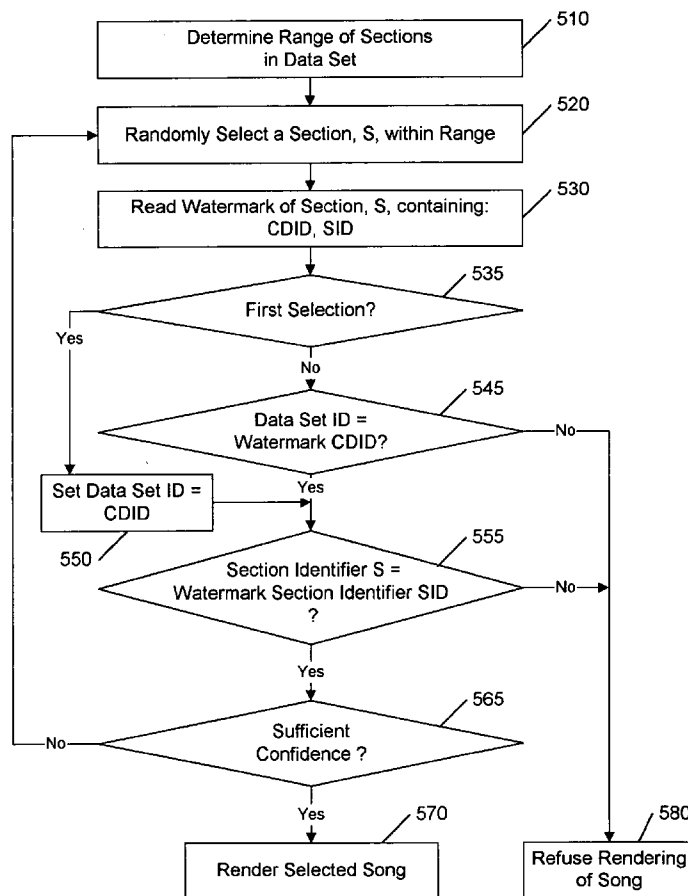 510
Determine Range of Sections
in Data Set
520
Randomly Select a Section, S, within Range
530
Read Watermark of Section, S, containing:
CDID, SID
535
First Selection?
Yes
No
545
Data Set ID =
Watermark CDID?
No
Yes
Set Data Set ID =
CDID
550
555
Section Identifier S =
Watermark Section Identifier SID
?
No
Yes
565
Sufficient
Confidence ?
No
Yes
570
Render Selected Song
580
Refuse Rendering
of Song